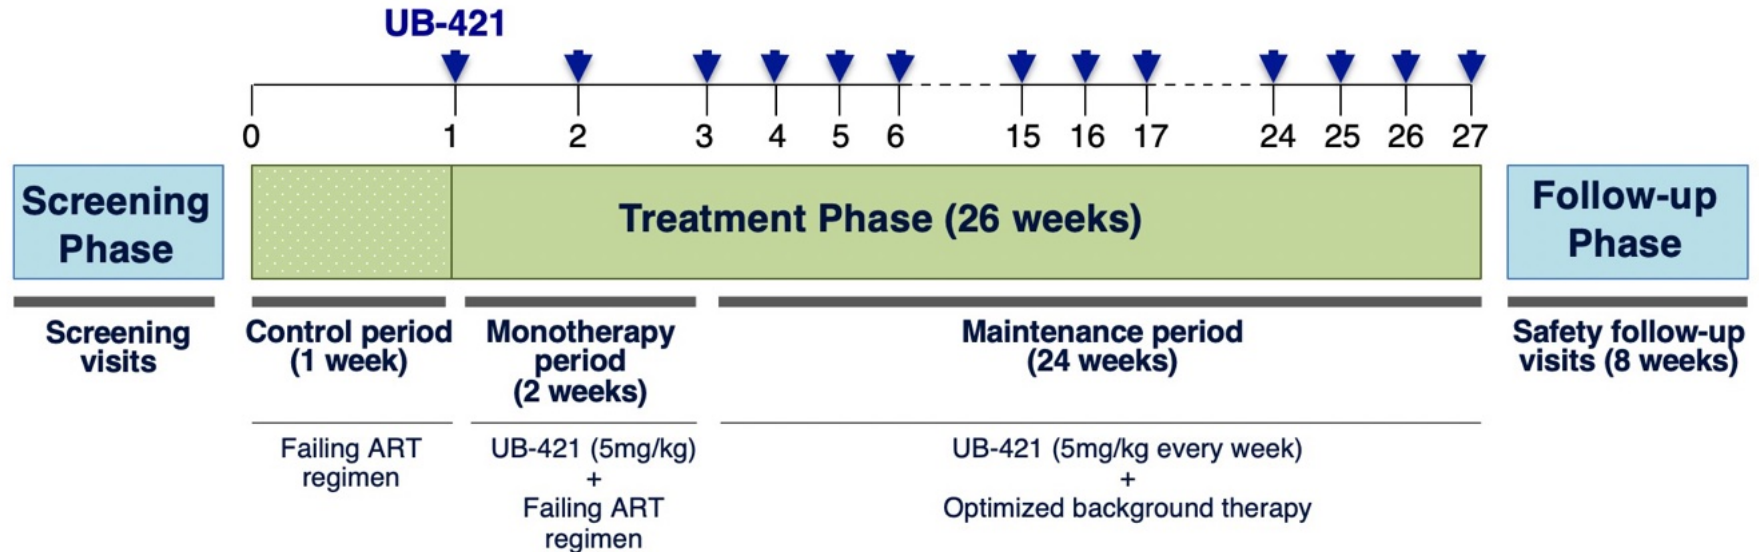 UB-421
0 1 2 3 4 5 6 15 16 17 24 25 26 27
Screening
Phase
Treatment Phase (26 weeks)
Follow-up
Phase
Screening
visits
Control period
(1 week)
Monotherapy
period
(2 weeks)
Maintenance period
(24 weeks)
Safety follow-up
visits (8 weeks)
Failing ART
regimen
UB-421 (5mg/kg)
+
Failing ART
regimen
UB-421 (5mg/kg every week)
+
Optimized background therapy